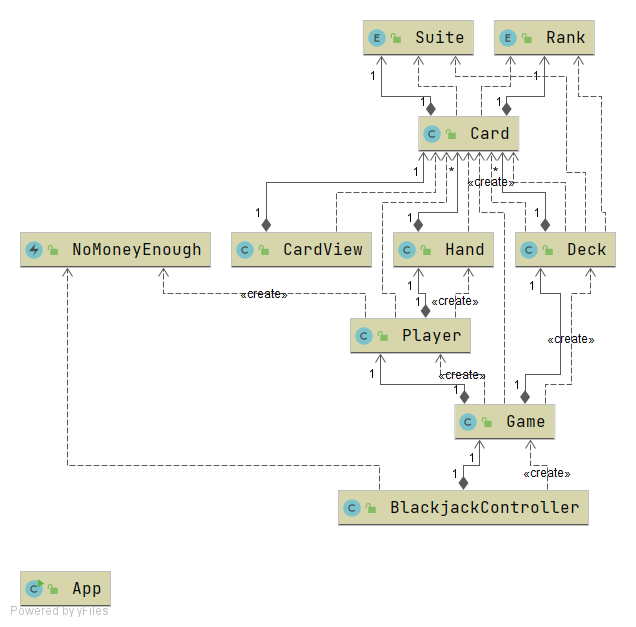 E Suite
E Rank
1
1
1
1
C Card
1
*
«create»
*
1
1
1
NoMoneyEnough
C CardView
C Hand
C Deck
«create»
1
1
«create»
1
C Player
«create»
1
«create»
1
1
C Game
1
1
«create»
C BlackjackController
C App
Powered by yFiles